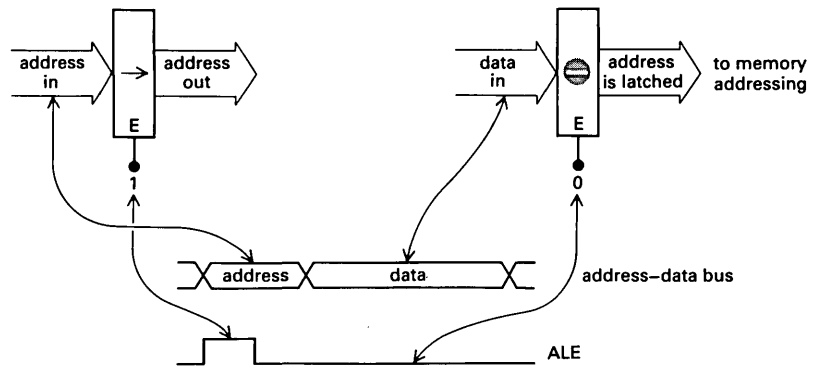 address
in
address
out
E
1
data
in
address
is latched
to memory
addressing
E
0
address
data
address–data bus
ALE